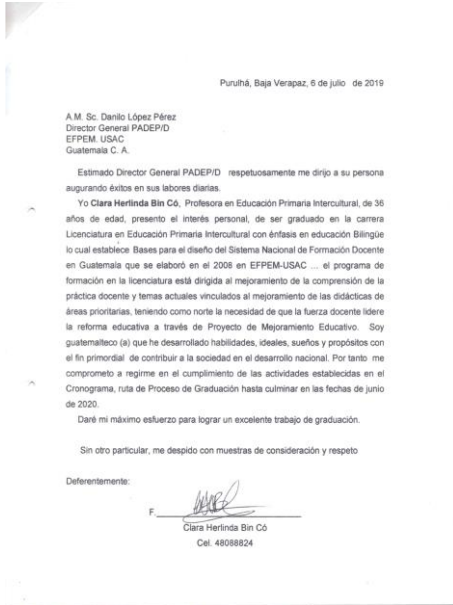 Purulhá, Baja Verapaz, 6 de julio de 2019
A.M. Sc. Danilo López Pérez
Director General PADEP/D
EFPEM. USAC
Guatemala C. A.
Estimado Director General PADEP/D respetuosamente me dirijo a su persona
augurando éxitos en sus labores diarias.
Yo Clara Herlinda Bin Có, Profesora en Educación Primaria Intercultural, de 36
años de edad, presento el interés personal, de ser graduado en la carrera
Licenciatura en Educación Primaria Intercultural con énfasis en educación Bilingüe
lo cual establece Bases para el diseño del Sistema Nacional de Formación Docente
en Guatemala que se elaboró en el 2008 en EFPEM-USAC ... el programa de
formación en la licenciatura está dirigida al mejoramiento de la comprensión de la
práctica docente y temas actuales vinculados al mejoramiento de las didácticas de
áreas prioritarias, teniendo como norte la necesidad de que la fuerza docente lidere
la reforma educativa a través de Proyecto de Mejoramiento Educativo. Soy
guatemalteco (a) que he desarrollado habilidades, ideales, sueños y propósitos con
el fin primordial de contribuir a la sociedad en el desarrollo nacional. Por tanto me
comprometo a regirme en el cumplimiento de las actividades establecidas en el
Cronograma, ruta de Proceso de Graduación hasta culminar en las fechas de junio
de 2020.
Daré mi máximo esfuerzo para lograr un excelente trabajo de graduación.
Sin otro particular, me despido con muestras de consideración y respeto
Deferentemente:
F.
Clara Herlinda Bin Có
Cel. 48088824